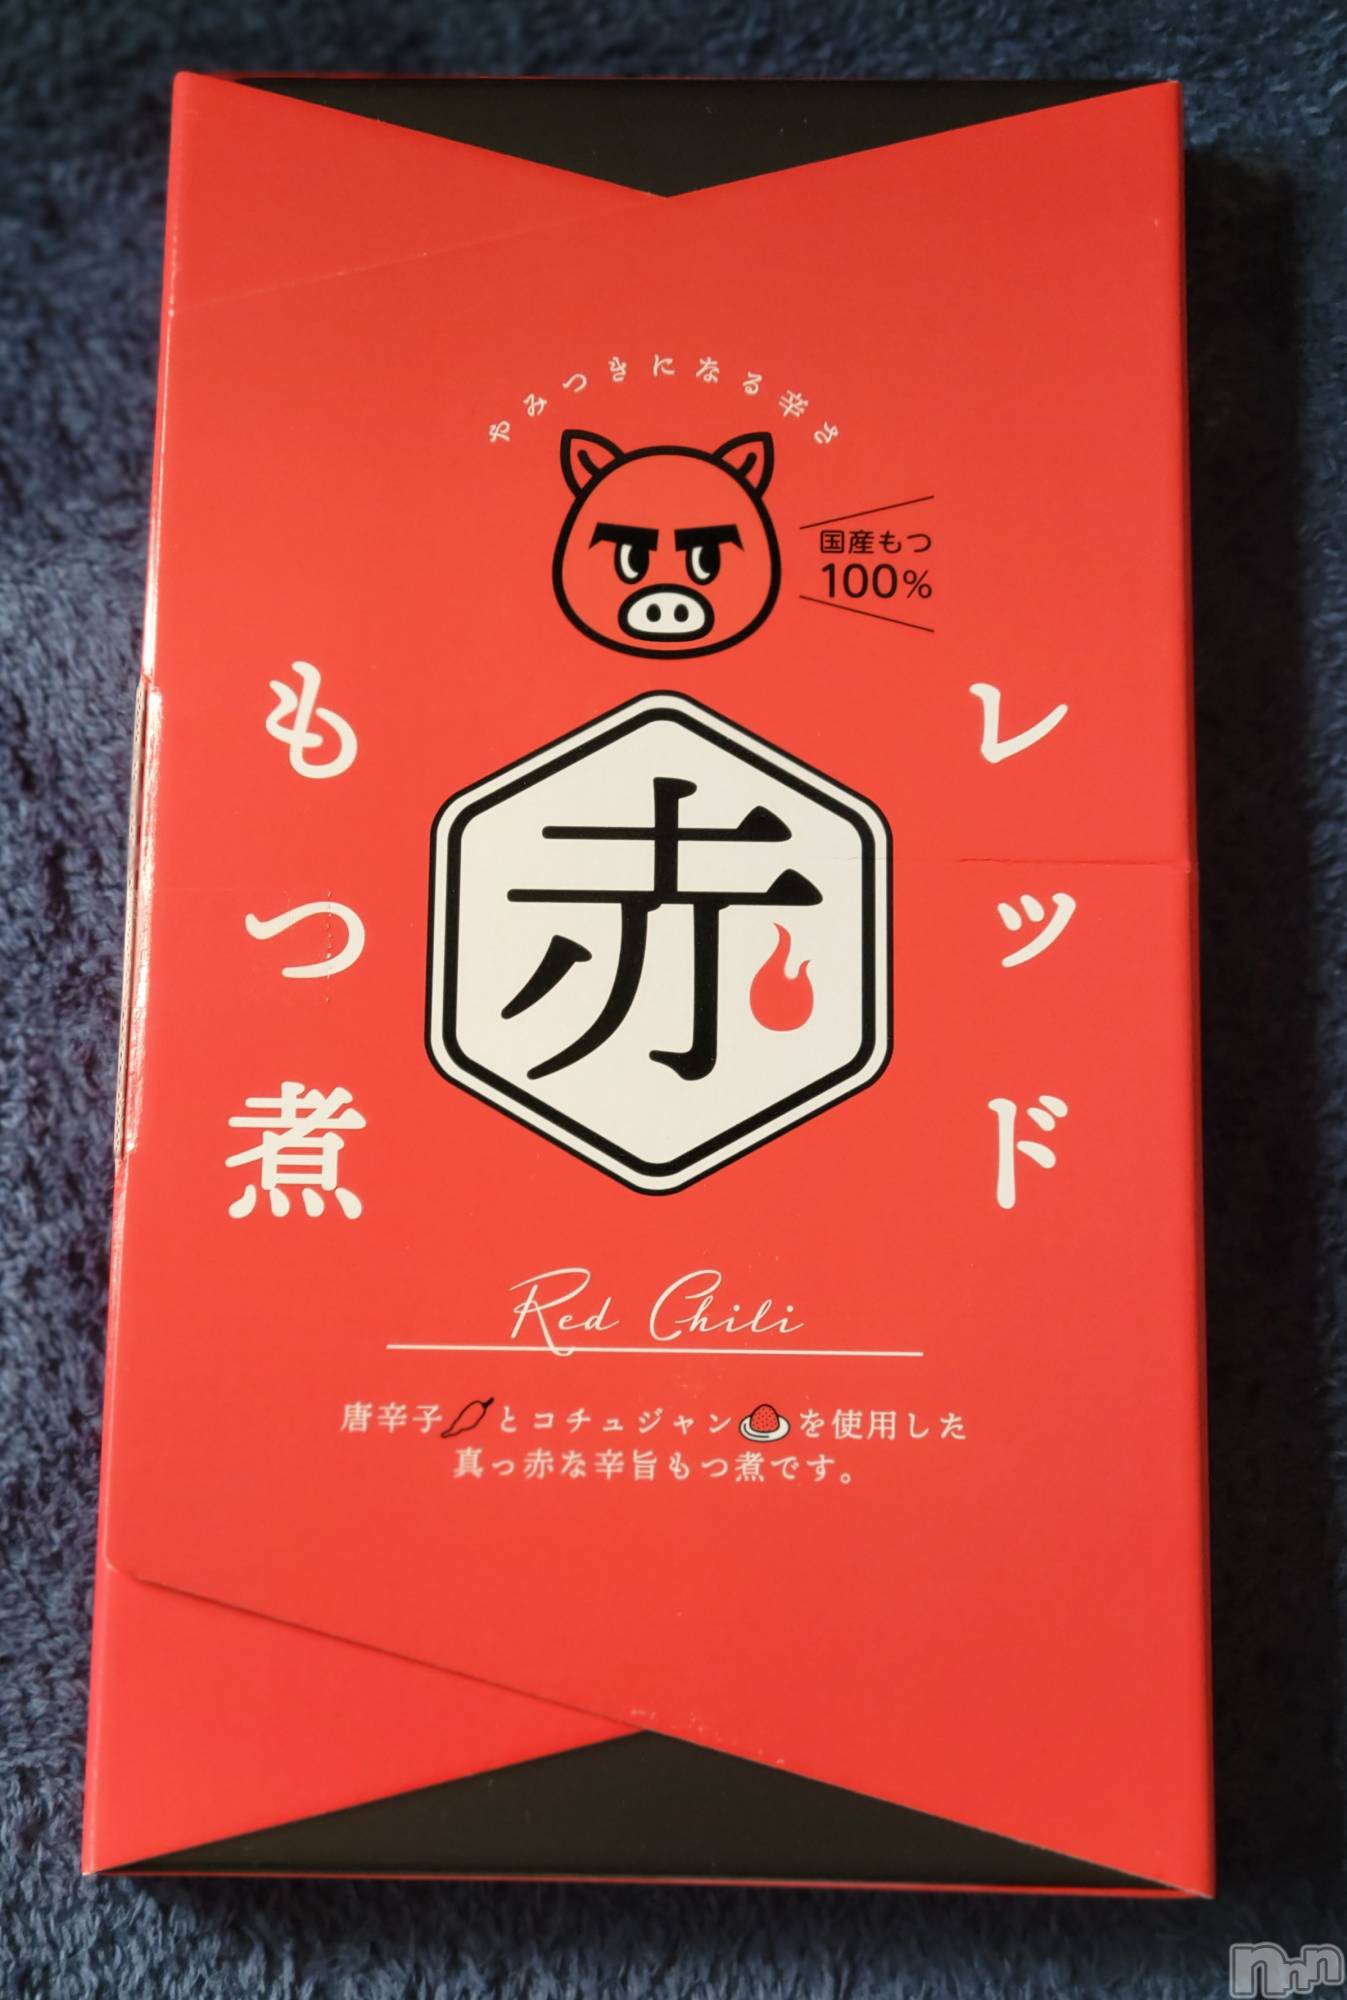 やみつきになる辛さ
国産もつ
100%
レッド
もつ煮
赤
Red Chili
唐辛子とコチュジャンを使用した
真っ赤な辛旨もつ煮です。
nnn